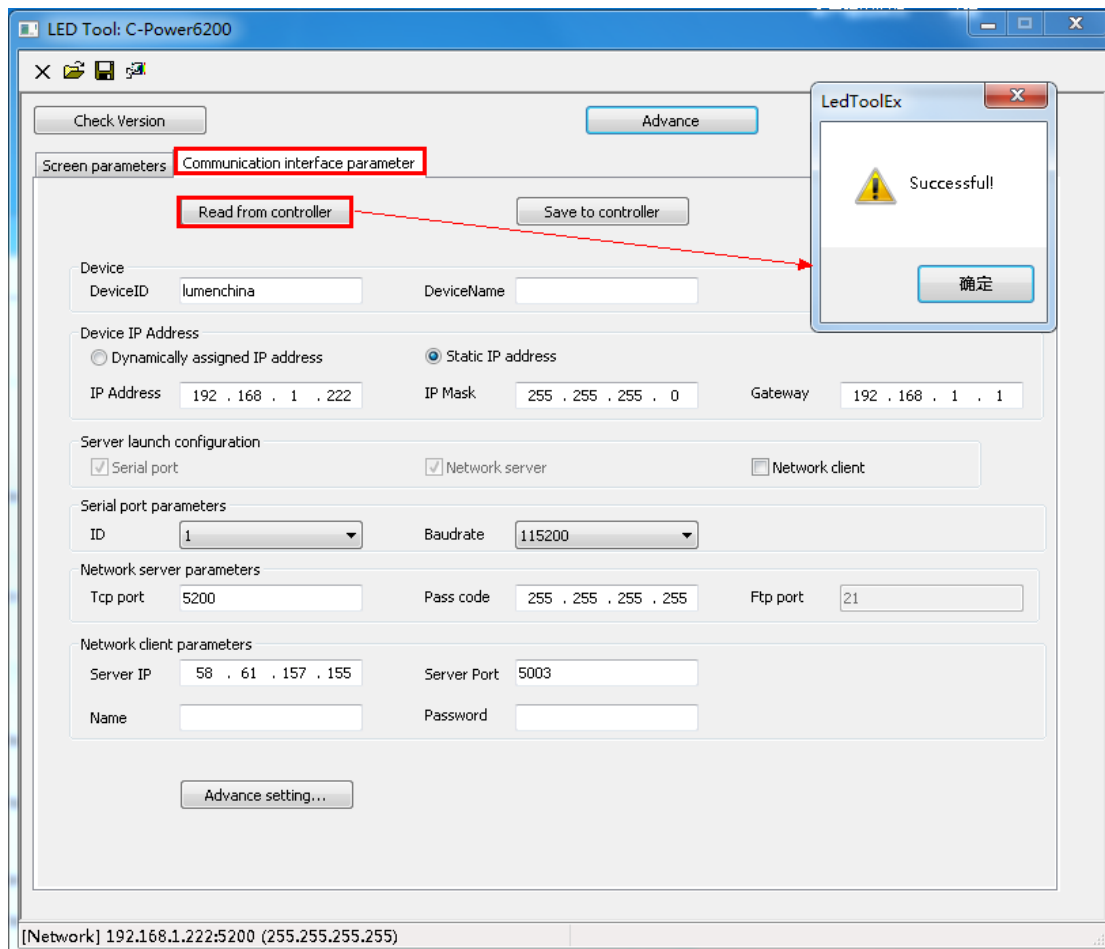 LED Tool: C-Power6200
LedToolEx
Check Version
Advance
Successful!
确定
Screen parameters
Communication interface parameter
Read from controller
Save to controller
Device
DeviceID
lumenchina
DeviceName
Device IP Address
Dynamically assigned IP address
Static IP address
IP Address
192 . 168 . 1 . 222
IP Mask
255 . 255 . 255 . 0
Gateway
192 . 168 . 1 . 1
Server launch configuration
Serial port
Network server
Network client
Serial port parameters
ID
1
Baudrate
115200
Network server parameters
Tcp port
5200
Pass code
255 . 255 . 255 . 255
Ftp port
21
Network client parameters
Server IP
58 . 61 . 157 . 155
Server Port
5003
Name
Password
Advance setting...
[Network] 192.168.1.222:5200 (255.255.255.255)